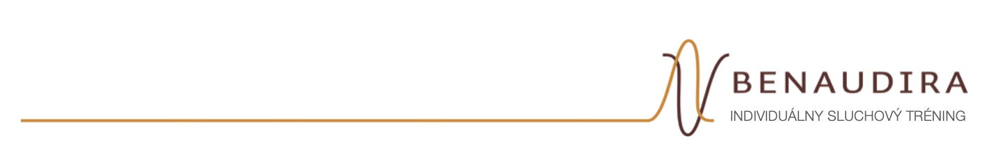 BENAUDIRA
INDIVIDUÁLNY SLUCHOVÝ TRÉNING